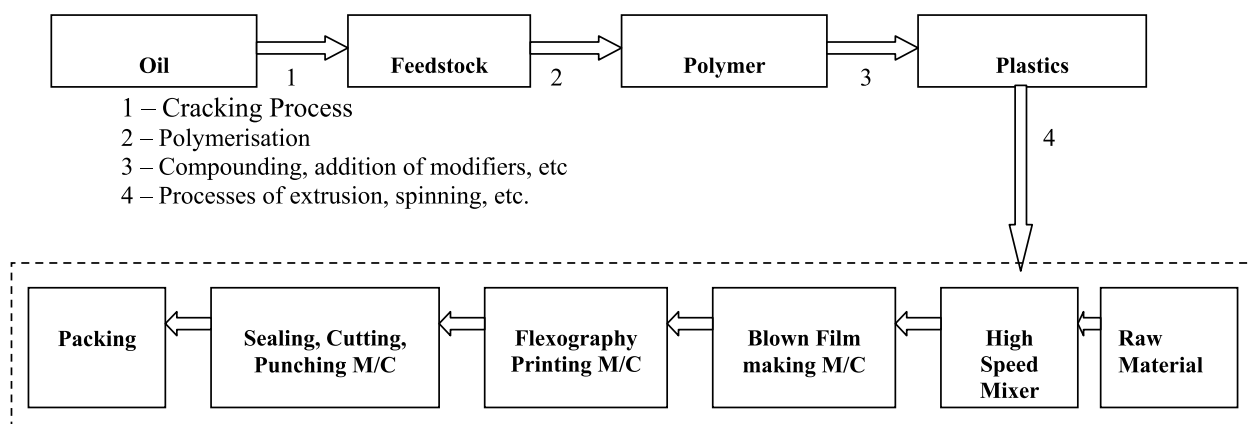 Oil
Feedstock
Polymer
Plastics
1
2
3
1 – Cracking Process
2 – Polymerisation
3 – Compounding, addition of modifiers, etc
4 – Processes of extrusion, spinning, etc.
4
Packing
Sealing, Cutting,
Punching M/C
Flexography
Printing M/C
Blown Film
making M/C
High
Speed
Mixer
Raw
Material